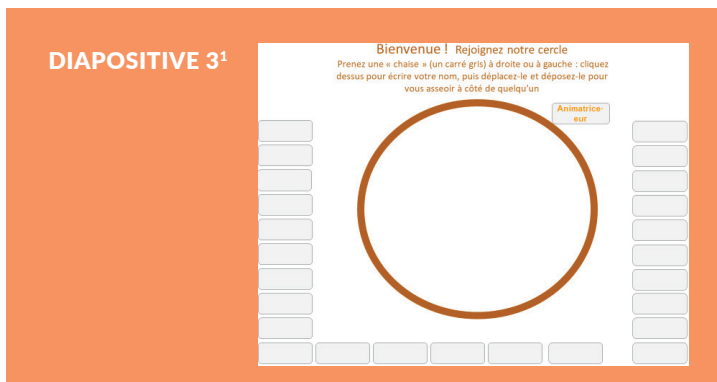 DIAPOSITIVE 3¹
Bienvenue ! Rejoignez notre cercle
Prenez une « chaise » (un carré gris) à droite ou à gauche : cliquez
dessus pour écrire votre nom, puis déplacez-le et déposez-le pour
vous asseoir à côté de quelqu'un
Animatrice·
eur